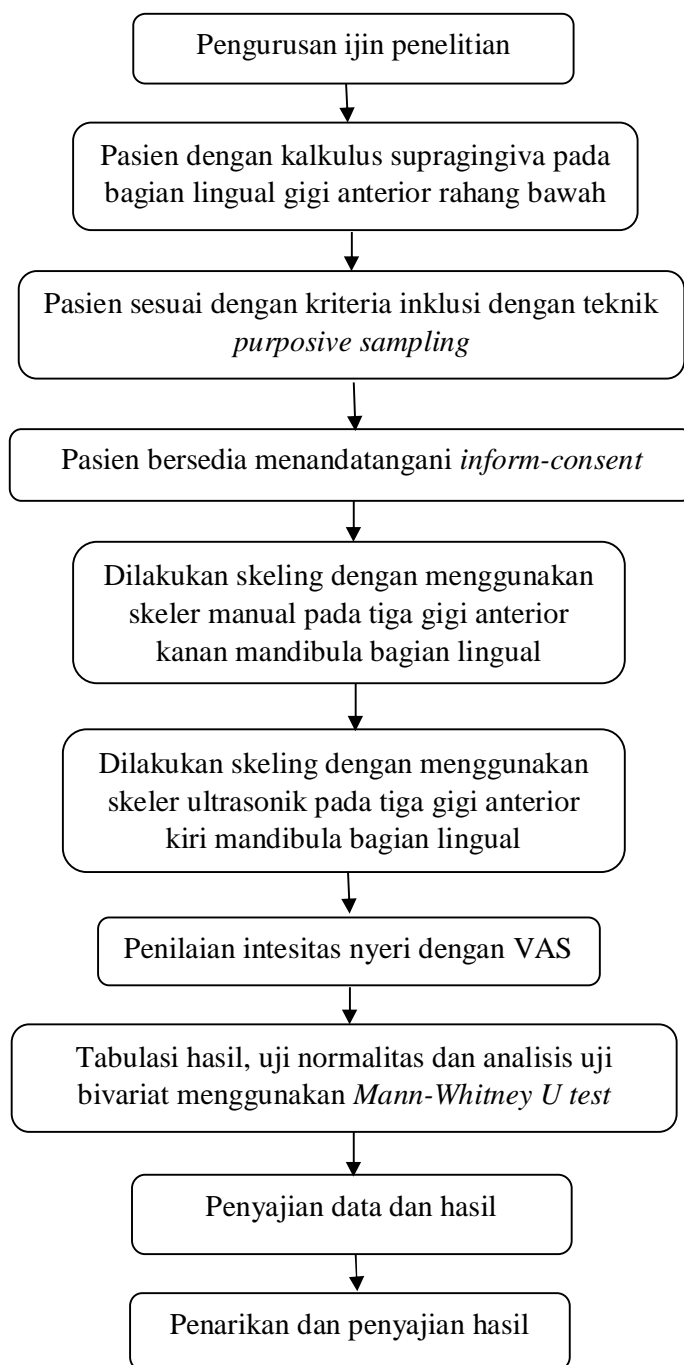 Pengurusan ijin penelitian
Pasien dengan kalkulus supragingiva pada
bagian lingual gigi anterior rahang bawah
Pasien sesuai dengan kriteria inklusi dengan teknik
purposive sampling
Pasien bersedia menandatangani inform-consent
Dilakukan skeling dengan menggunakan
skeler manual pada tiga gigi anterior
kanan mandibula bagian lingual
Dilakukan skeling dengan menggunakan
skeler ultrasonik pada tiga gigi anterior
kiri mandibula bagian lingual
Penilaian intesitas nyeri dengan VAS
Tabulasi hasil, uji normalitas dan analisis uji
bivariat menggunakan Mann-Whitney U test
Penyajian data dan hasil
Penarikan dan penyajian hasil